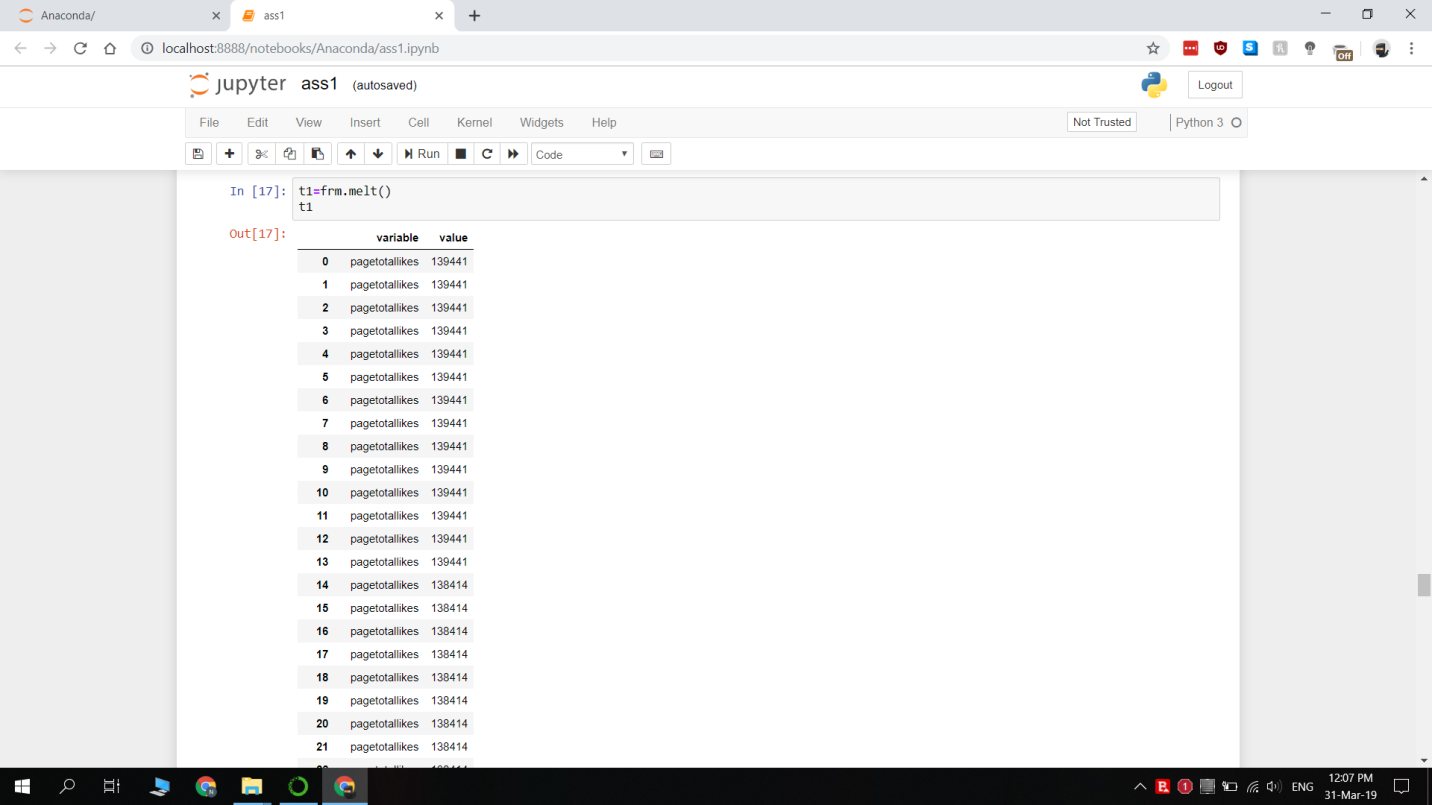 Anaconda/
ass1
localhost:8888/notebooks/Anaconda/ass1.ipynb
Off
jupyter ass1 (autosaved)
Logout
File Edit View Insert Cell Kernel Widgets Help
Not Trusted
Python 3
Run
Code
In [17]: t1=frm.melt()
t1
Out[17]:
variable value
0 pagetotallikes 139441
1 pagetotallikes 139441
2 pagetotallikes 139441
3 pagetotallikes 139441
4 pagetotallikes 139441
5 pagetotallikes 139441
6 pagetotallikes 139441
7 pagetotallikes 139441
8 pagetotallikes 139441
9 pagetotallikes 139441
10 pagetotallikes 139441
11 pagetotallikes 139441
12 pagetotallikes 139441
13 pagetotallikes 139441
14 pagetotallikes 138414
15 pagetotallikes 138414
16 pagetotallikes 138414
17 pagetotallikes 138414
18 pagetotallikes 138414
19 pagetotallikes 138414
20 pagetotallikes 138414
21 pagetotallikes 138414
ENG
12:07 PM
31-Mar-19